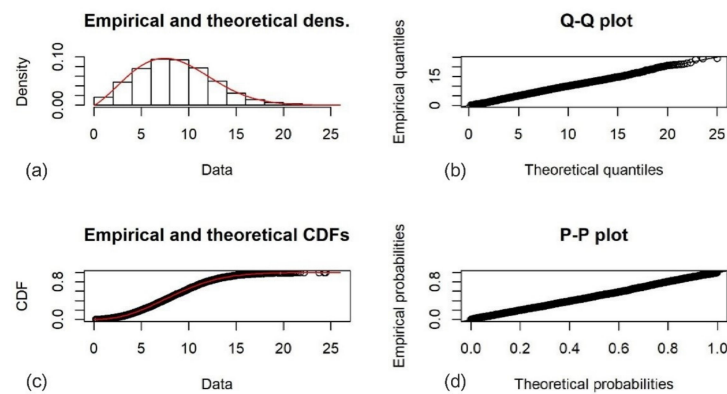 Empirical and theoretical dens.
Density
0.00 0.10
0 5 10 15 20 25
Data
(a)
Q-Q plot
Empirical quantiles
0 15
0 5 10 15 20 25
Theoretical quantiles
(b)
Empirical and theoretical CDFs
CDF
0.0 0.8
0 5 10 15 20 25
Data
(c)
P-P plot
Empirical probabilities
0.0 0.8
0.0 0.2 0.4 0.6 0.8 1.0
Theoretical probabilities
(d)